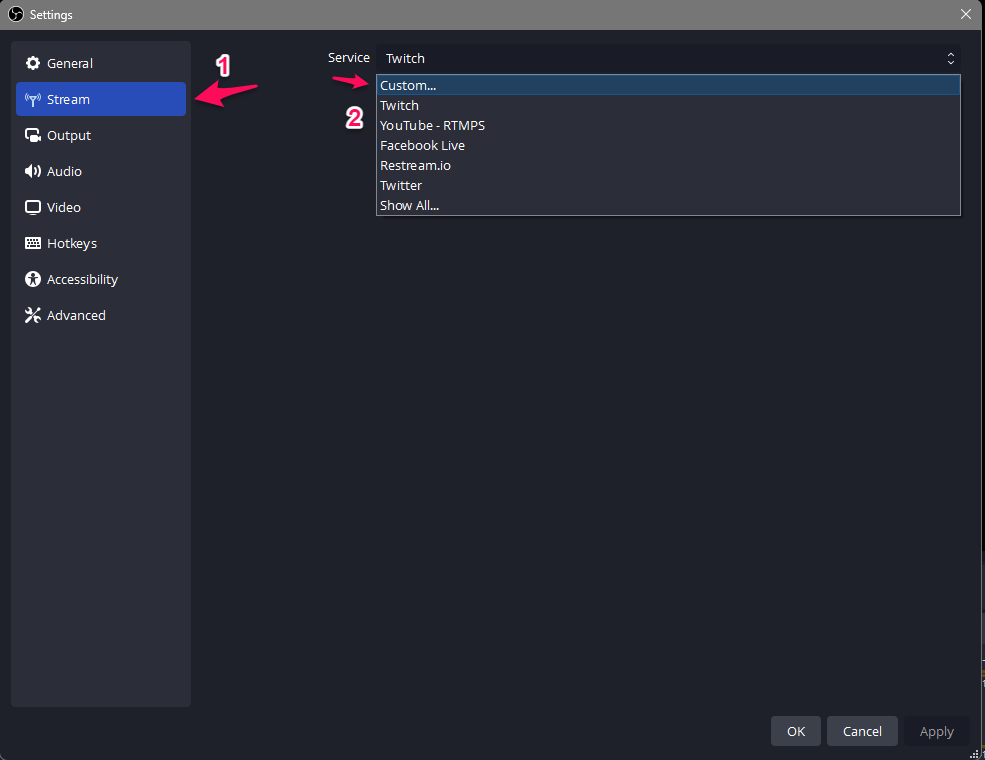 Settings
General
Stream
Output
Audio
Video
Hotkeys
Accessibility
Advanced
1
Service
Twitch
2
Custom...
Twitch
YouTube - RTMPS
Facebook Live
Restream.io
Twitter
Show All...
OK
Cancel
Apply